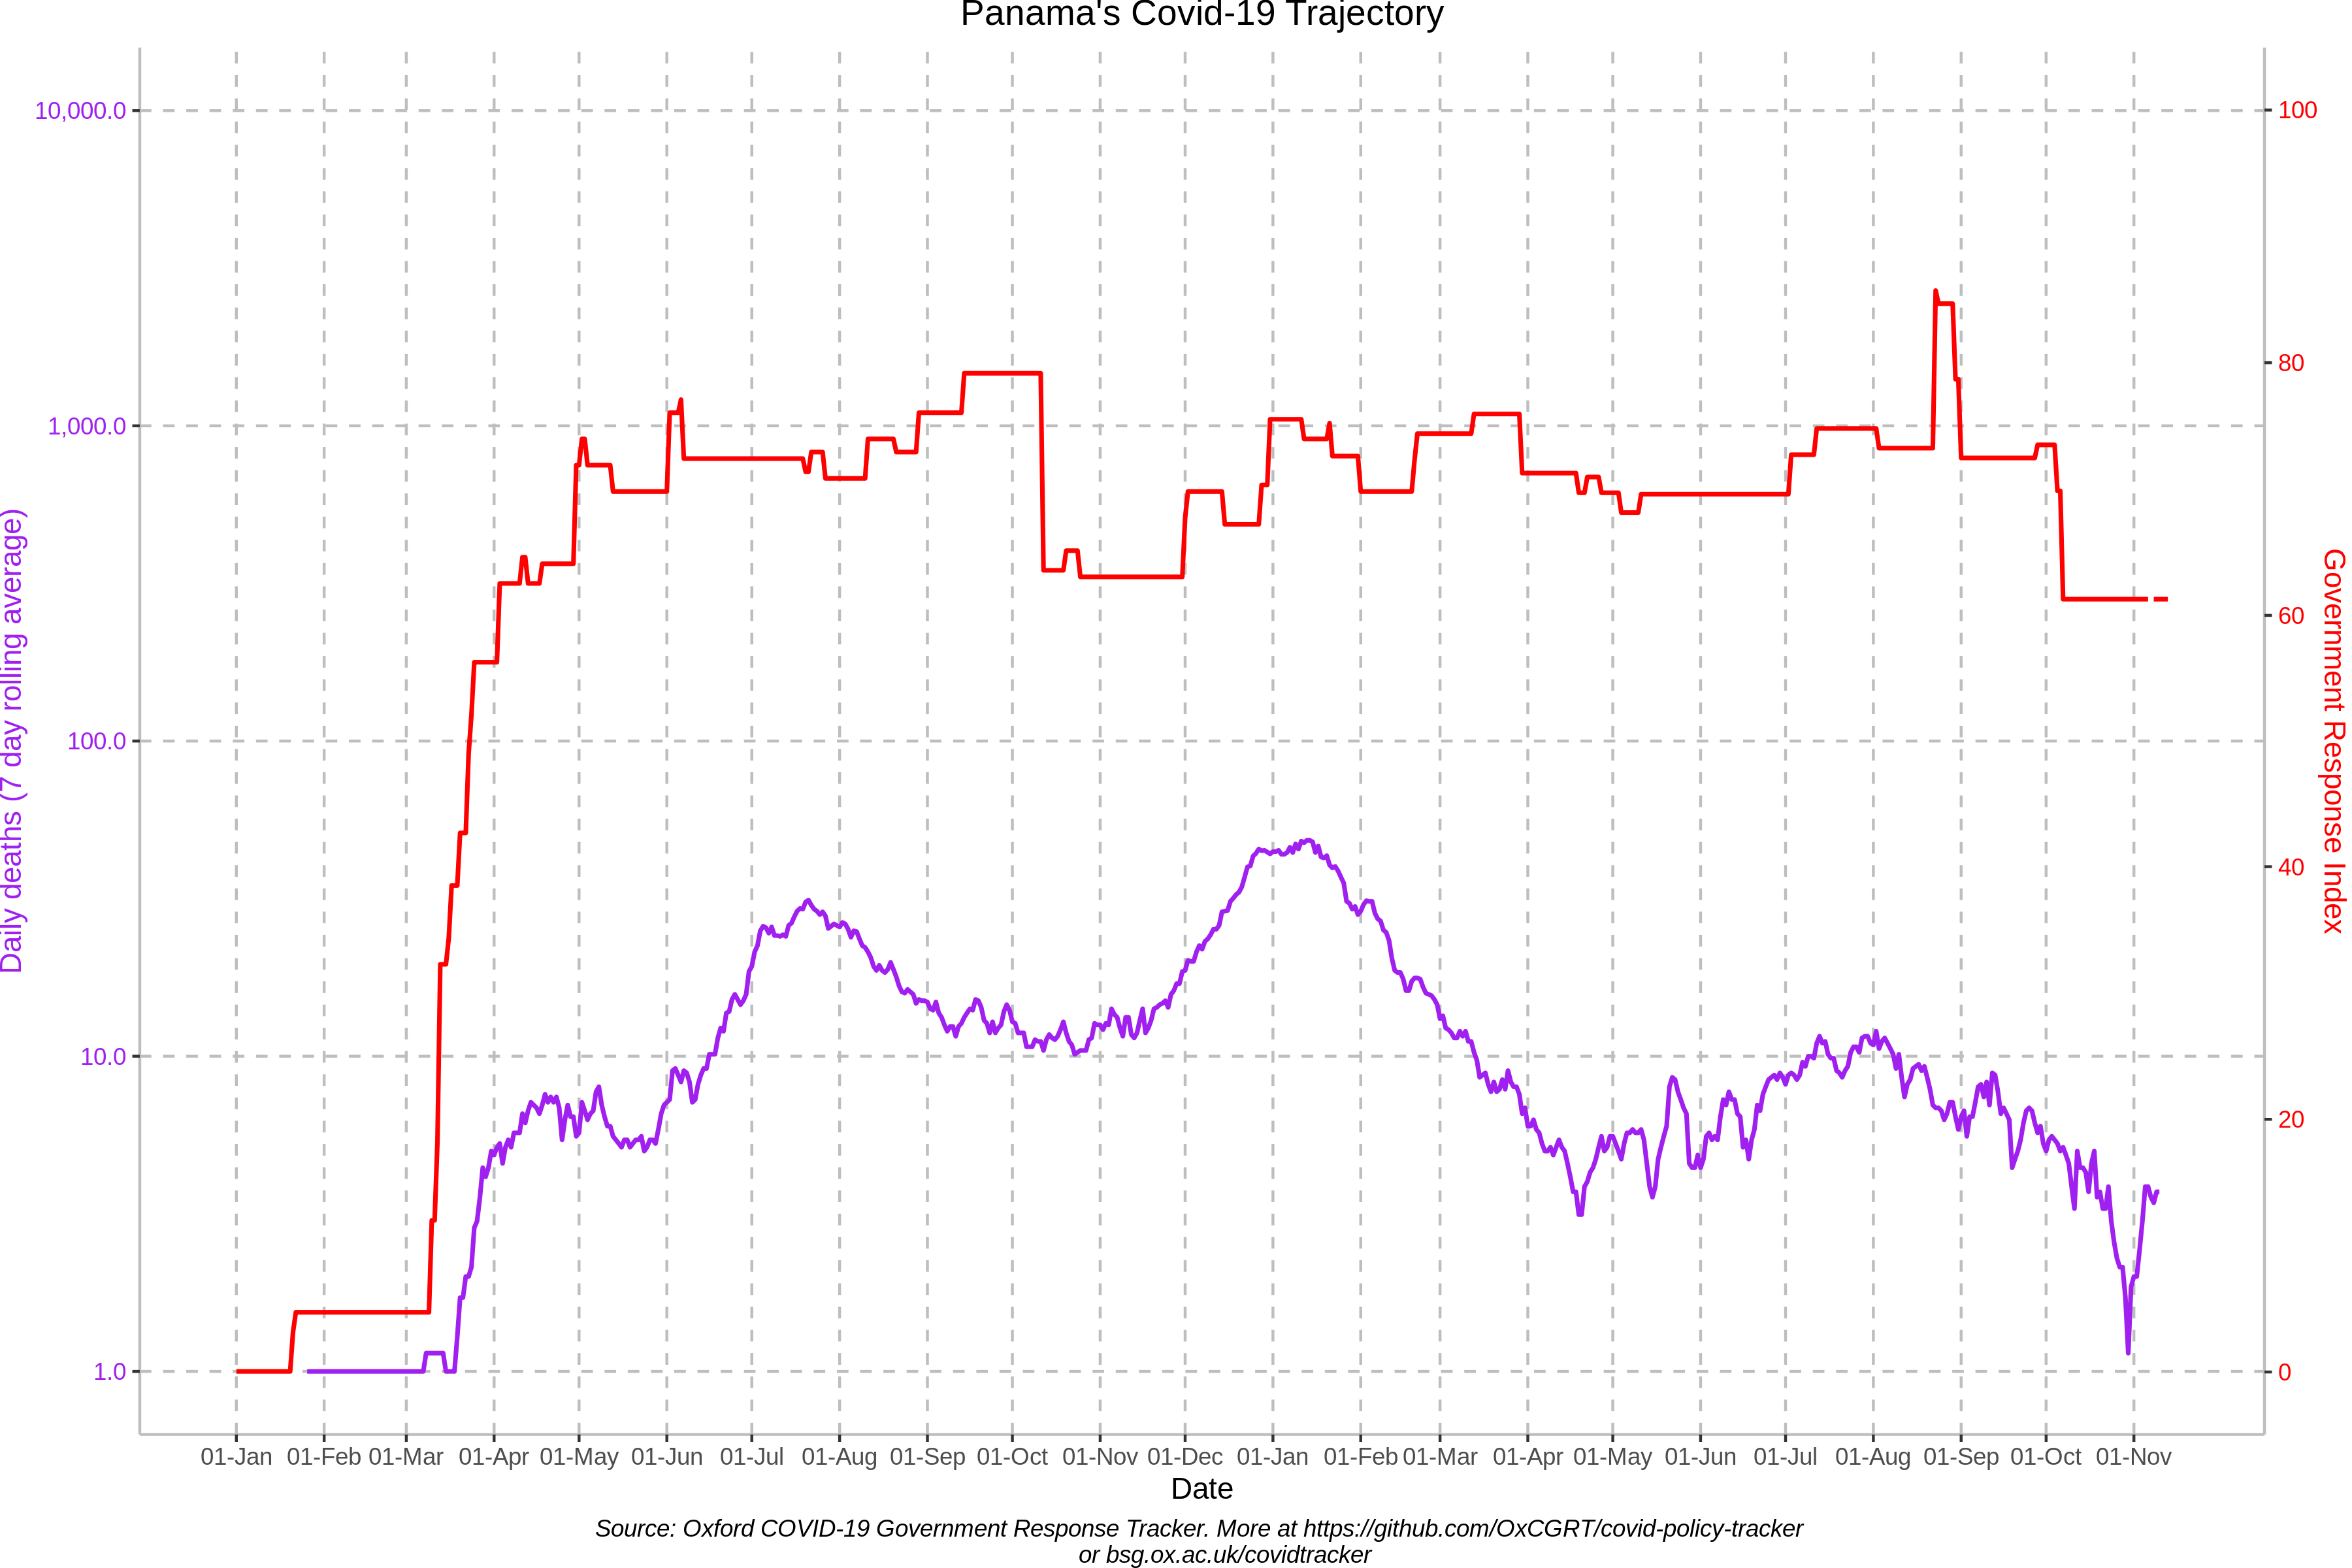 Panama's Covid-19 Trajectory
Daily deaths (7 day rolling average)
10,000.0
1,000.0
100.0
10.0
1.0
100
80
60
40
20
0
Government Response Index
01-Jan 01-Feb 01-Mar 01-Apr 01-May 01-Jun 01-Jul 01-Aug 01-Sep 01-Oct 01-Nov 01-Dec 01-Jan 01-Feb 01-Mar 01-Apr 01-May 01-Jun 01-Jul 01-Aug 01-Sep 01-Oct 01-Nov
Date
Source: Oxford COVID-19 Government Response Tracker. More at https://github.com/OxCGRT/covid-policy-tracker
or bsg.ox.ac.uk/covidtracker